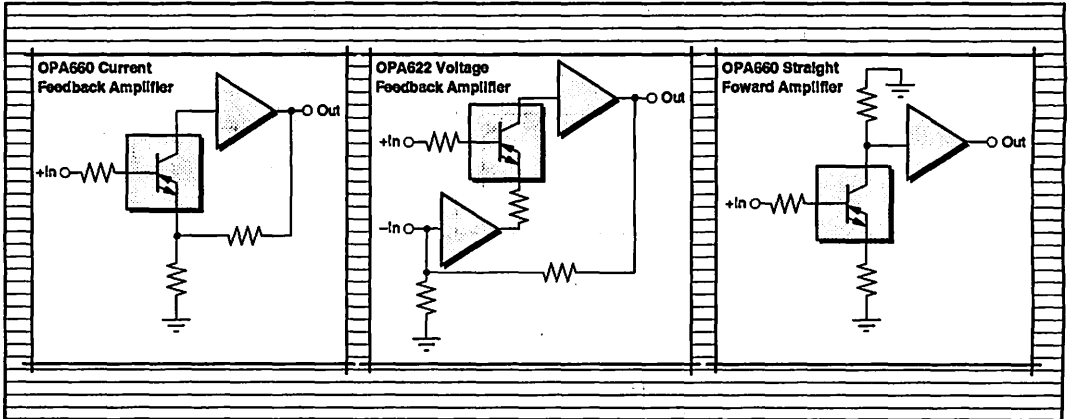 OPA660 Current
Feedback Amplifier
Out
+In
OPA622 Voltage
Feedback Amplifier
Out
+In
–In
OPA660 Straight
Foward Amplifier
Out
+In